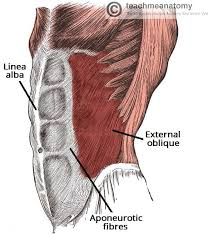 teachmeanatomy
Linea
alba
External
oblique
Aponeurotic
fibres